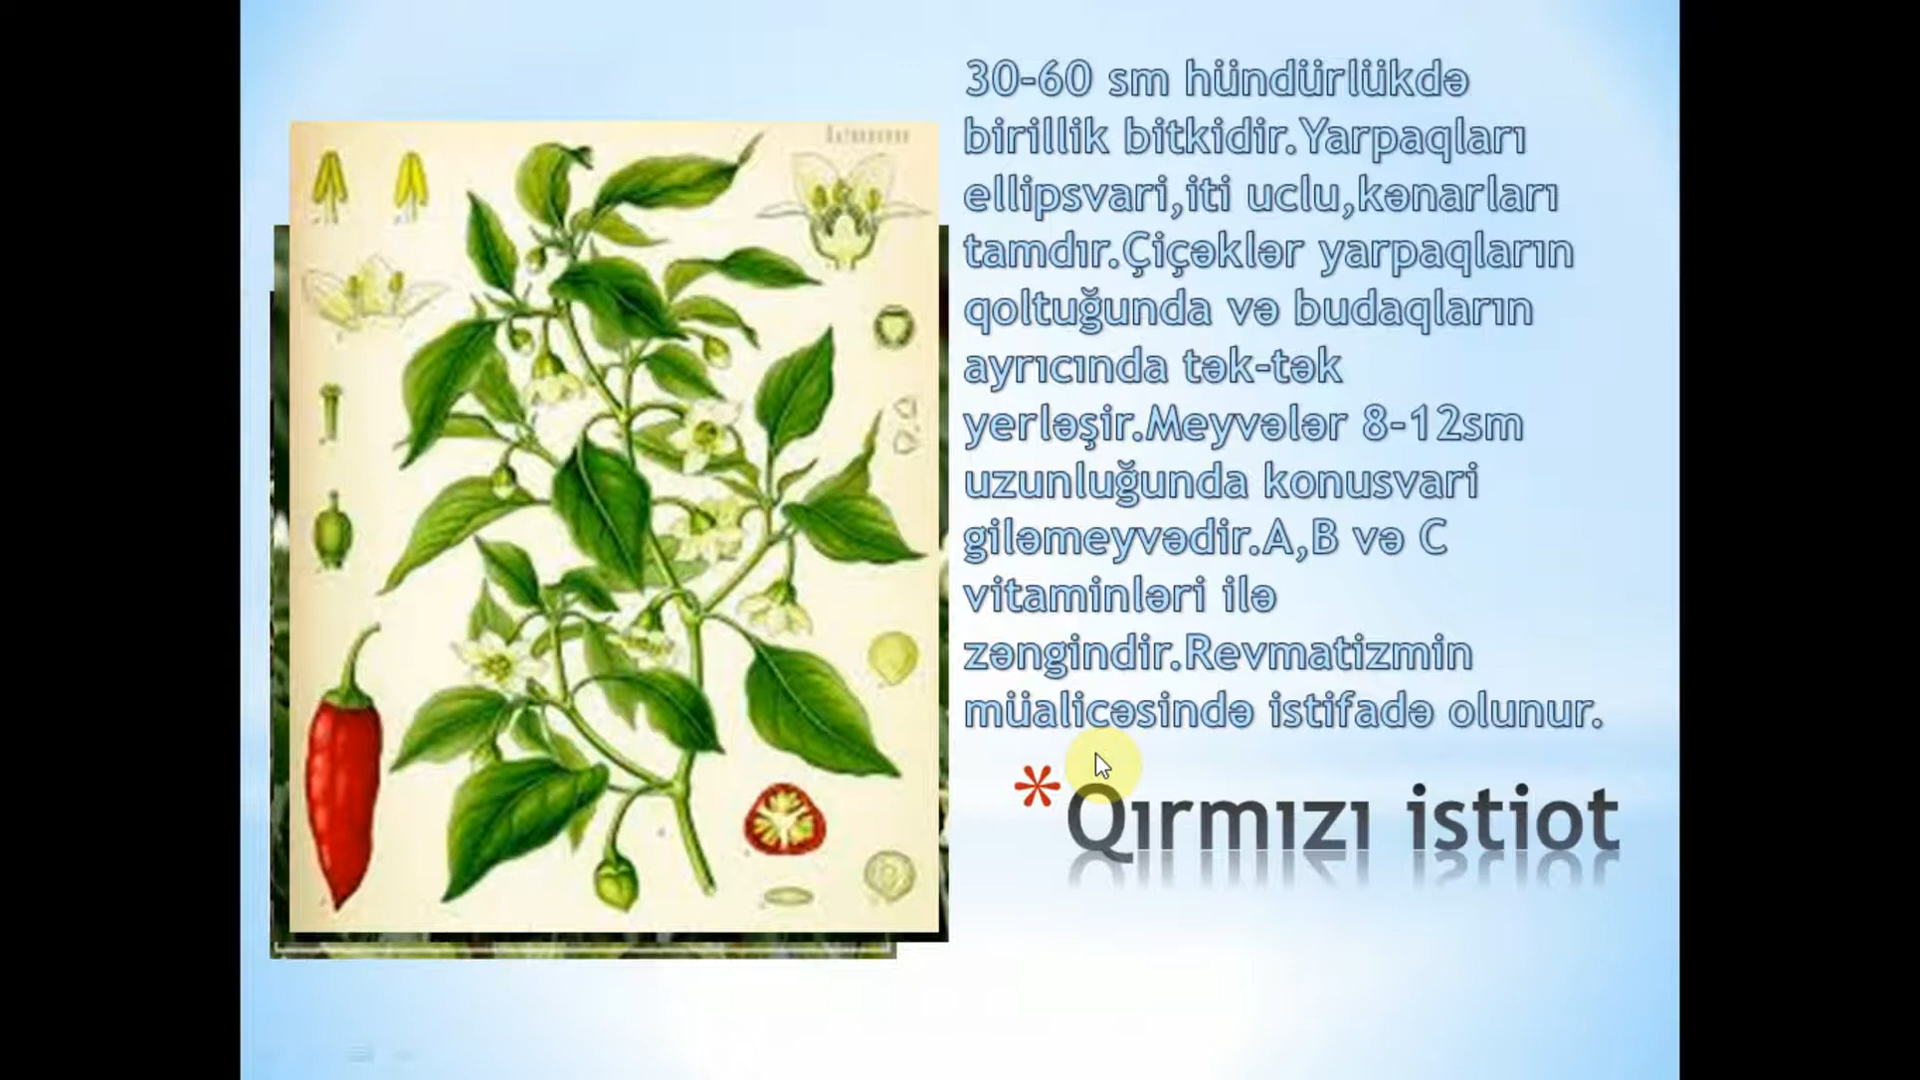 30-60 sm hündürlükdə
birillik bitkidir.Yarpaqları
ellipsvari,iti uclu,kənarları
tamdır.Çiçəklər yarpaqların
qoltuğunda və budaqların
ayrıcında tək-tək
yerləşir.Meyvələr 8-12sm
uzunluğunda konusvari
giləmeyvədir.A,B və C
vitaminləri ilə
zəngindir.Revmatizmin
müalicəsində istifadə olunur.
*Qırmızı istiot